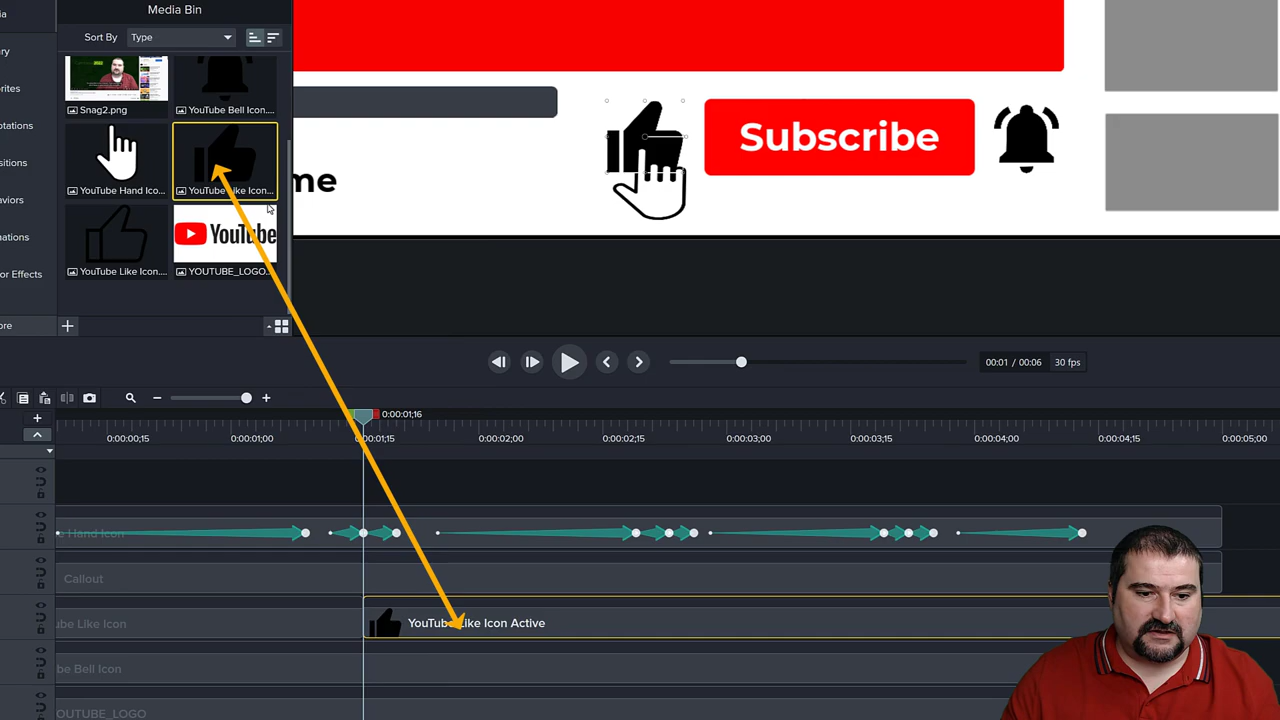 Media Bin
Sort By Type
Snag2.png
YouTube Bell Icon....
YouTube Hand Ico...
YouTube Like Icon...
YouTube
YouTube Like Icon....
YOUTUBE_LOGO...
Subscribe
me
00:01 / 00:06 30 fps
0:00:01;16
0:00:00;15 0:00:01;00 0:00:01;15 0:00:02;00 0:00:02;15 0:00:03;00 0:00:03;15 0:00:04;00 0:00:04;15 0:00:05;00
e Hand Icon
Callout
ube Like Icon
YouTube Like Icon Active
be Bell Icon
OUTUBE_LOGO